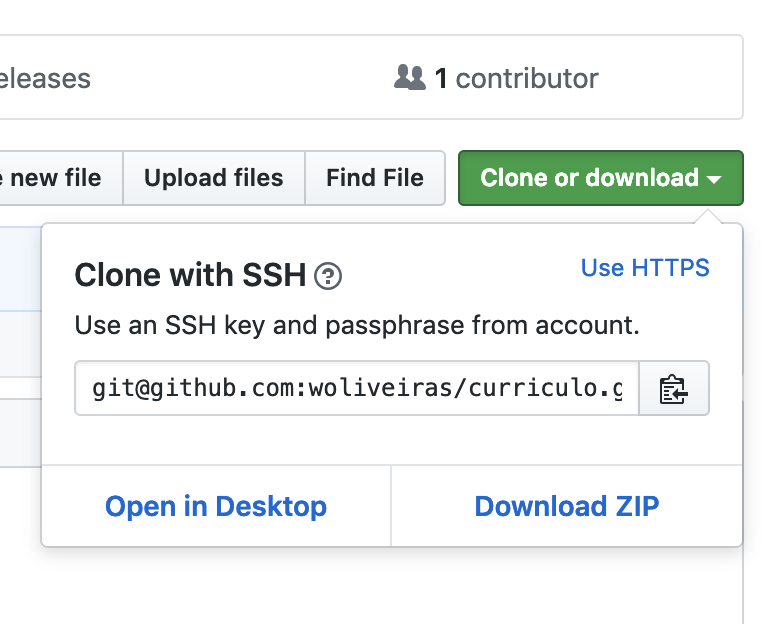 eleases
1 contributor
e new file
Upload files
Find File
Clone or download
Clone with SSH
Use HTTPS
Use an SSH key and passphrase from account.
git@github.com:woliveiras/curriculo.g
Open in Desktop
Download ZIP